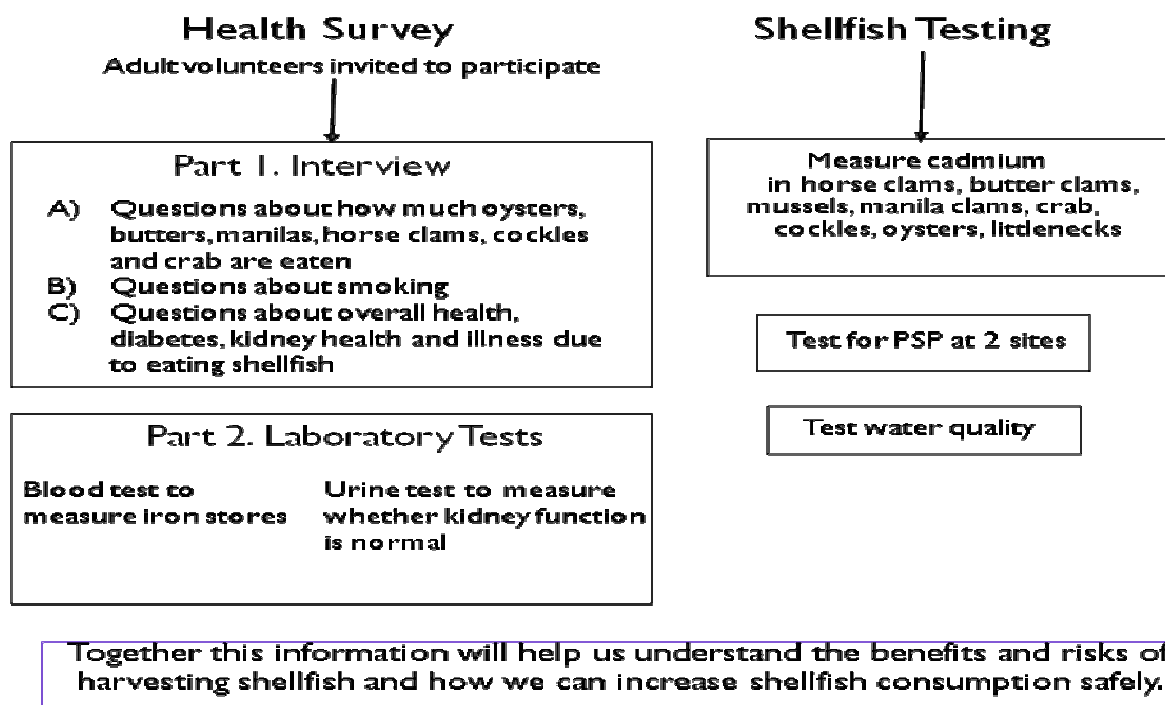 Health Survey
Adult volunteers invited to participate
Part 1. Interview
A) Questions about how much oysters,
butters, manilas, horse clams, cockles
and crab are eaten
B) Questions about smoking
C) Questions about overall health,
diabetes, kidney health and illness due
to eating shellfish
Part 2. Laboratory Tests
Blood test to
measure iron stores
Urine test to measure
whether kidney function
is normal
Shellfish Testing
Measure cadmium
in horse clams, butter clams,
mussels, manila clams, crab,
cockles, oysters, littlenecks
Test for PSP at 2 sites
Test water quality
Together this information will help us understand the benefits and risks of
harvesting shellfish and how we can increase shellfish consumption safely.